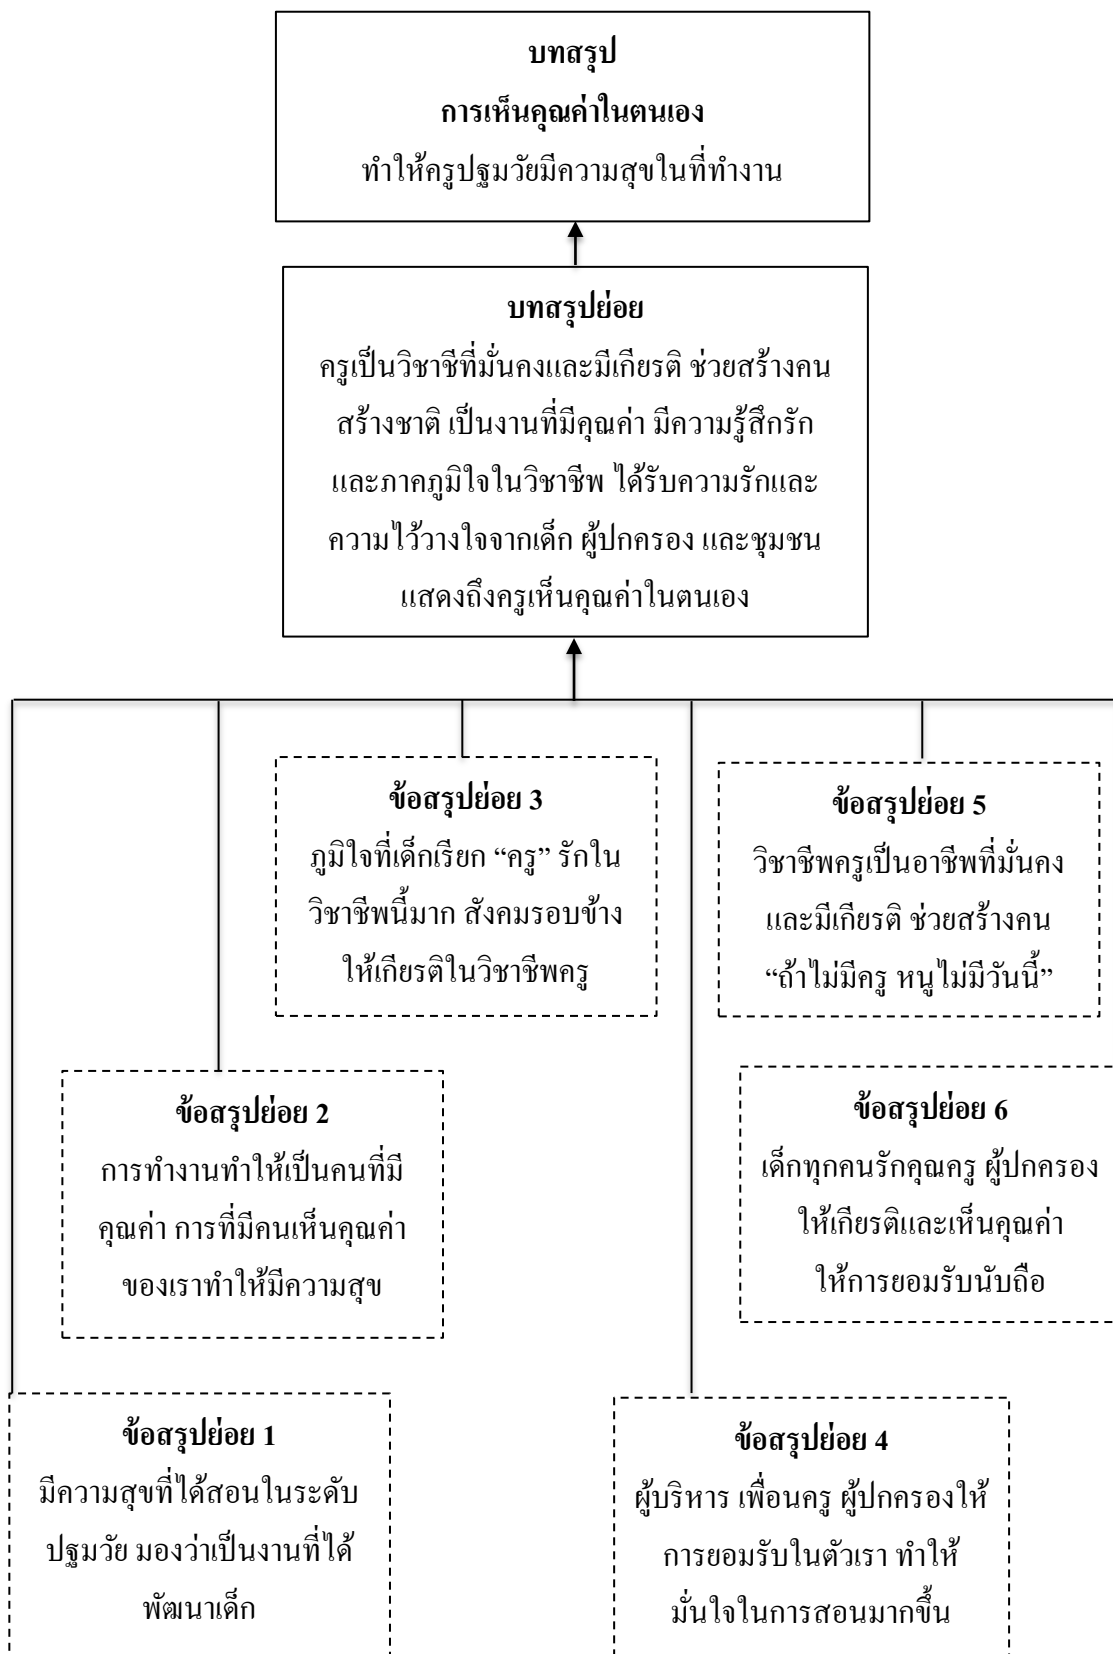 บทสรุป
การเห็นคุณค่าในตนเอง
ทำให้ครูปฐมวัยมีความสุขในที่ทำงาน
บทสรุปย่อย
ครูเป็นวิชาชีที่มั่นคงและมีเกียรติ ช่วยสร้างคน
สร้างชาติ เป็นงานที่มีคุณค่า มีความรู้สึกรัก
และภาคภูมิใจในวิชาชีพ ได้รับความรักและ
ความไว้วางใจจากเด็ก ผู้ปกครอง และชุมชน
แสดงถึงครูเห็นคุณค่าในตนเอง
ข้อสรุปย่อย 3
ภูมิใจที่เด็กเรียก “ครู” รักใน
วิชาชีพนี้มาก สังคมรอบข้าง
ให้เกียรติในวิชาชีพครู
ข้อสรุปย่อย 5
วิชาชีพครูเป็นอาชีพที่มั่นคง
และมีเกียรติ ช่วยสร้างคน
“ถ้าไม่มีครู หนูไม่มีวันนี้”
ข้อสรุปย่อย 2
การทำงานทำให้เป็นคนที่มี
คุณค่า การที่มีคนเห็นคุณค่า
ของเราทำให้มีความสุข
ข้อสรุปย่อย 6
เด็กทุกคนรักคุณครู ผู้ปกครอง
ให้เกียรติและเห็นคุณค่า
ให้การยอมรับนับถือ
ข้อสรุปย่อย 1
มีความสุขที่ได้สอนในระดับ
ปฐมวัย มองว่าเป็นงานที่ได้
พัฒนาเด็ก
ข้อสรุปย่อย 4
ผู้บริหาร เพื่อนครู ผู้ปกครองให้
การยอมรับในตัวเรา ทำให้
มั่นใจในการสอนมากขึ้น